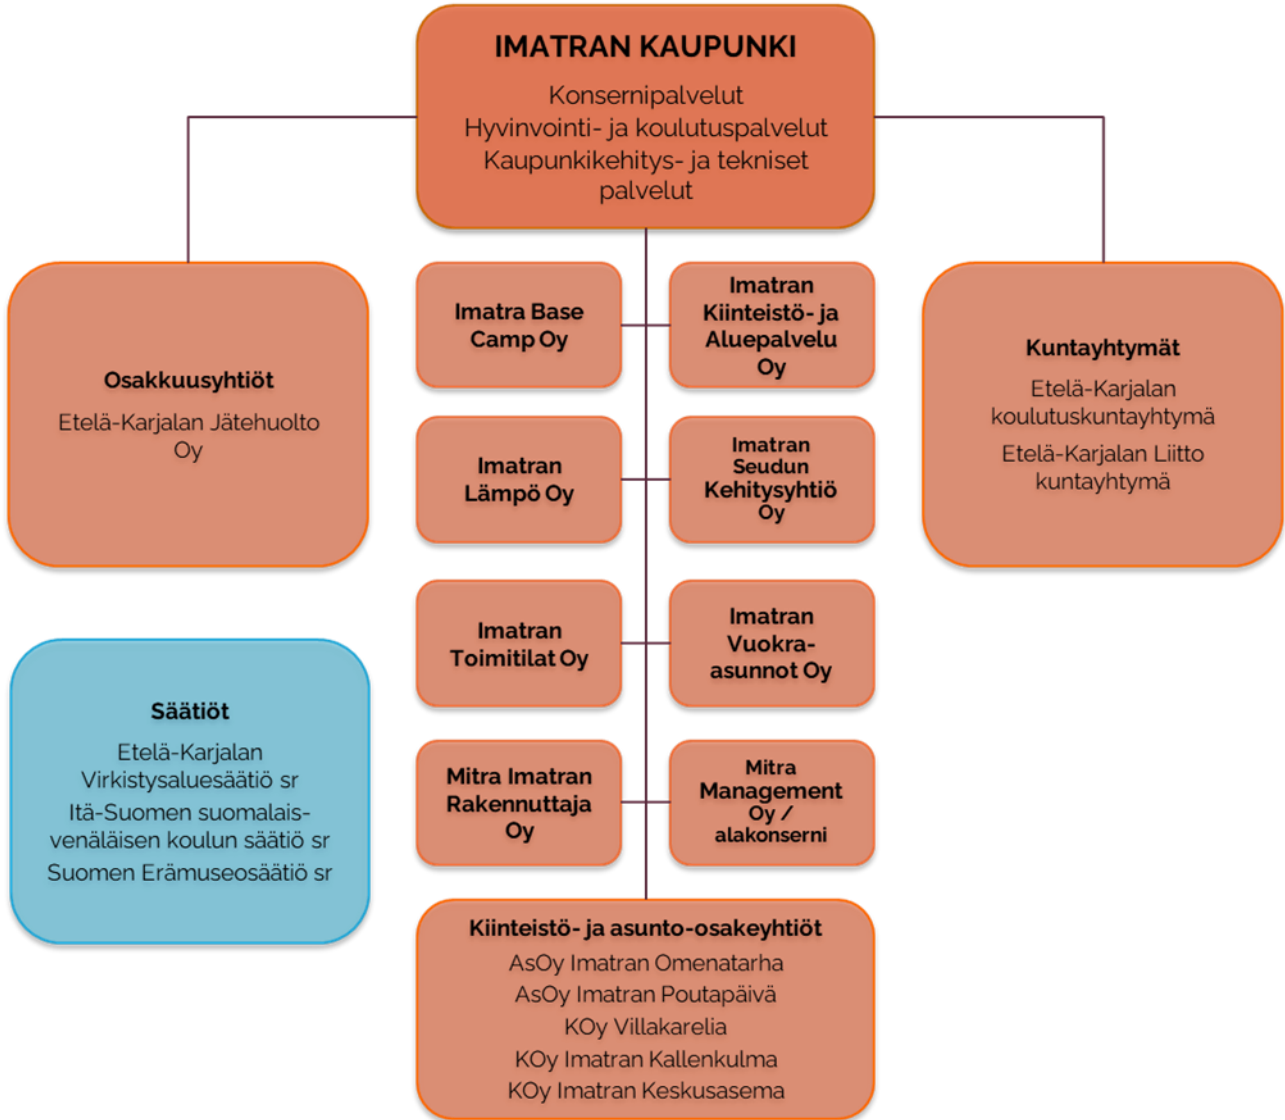 IMATRAN KAUPUNKI
Konsernipalvelut
Hyvinvointi- ja koulutuspalvelut
Kaupunkikehitys- ja tekniset
palvelut
Osakkuusyhtiöt
Etelä-Karjalan Jätehuolto
Oy
Imatra Base
Camp Oy
Imatran
Kiinteistö- ja
Aluepalvelu
Oy
Kuntayhtymät
Etelä-Karjalan
koulutuskuntayhtymä
Etelä-Karjalan Liitto
kuntayhtymä
Imatran
Lämpö Oy
Imatran
Seudun
Kehitysyhtiö
Oy
Imatran
Toimitilat Oy
Imatran
Vuokra-
asunnot Oy
Säätiöt
Etelä-Karjalan
Virkistysaluesäätiö sr
Itä-Suomen suomalais-
venäläisen koulun säätiö sr
Suomen Erämuseosäätiö sr
Mitra Imatran
Rakennuttaja
Oy
Mitra
Management
Oy /
alakonserni
Kiinteistö- ja asunto-osakeyhtiöt
AsOy Imatran Omenatarha
AsOy Imatran Poutapäivä
KOy Villakarelia
KOy Imatran Kallenkulma
KOy Imatran Keskusasema